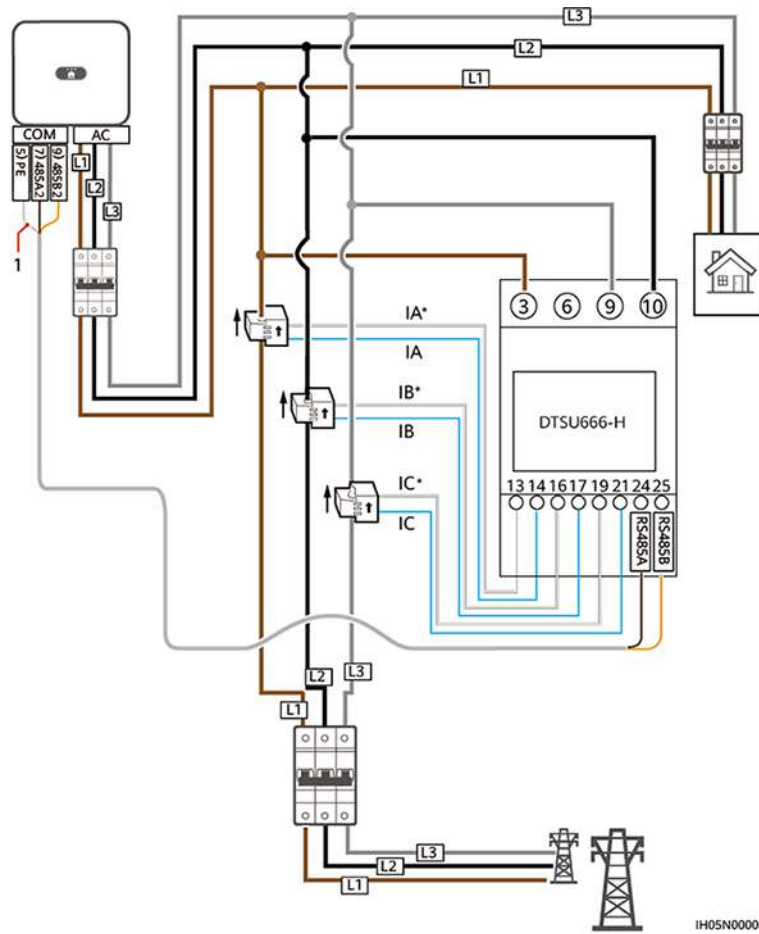 L3
L2
L1
COM
AC
5) PE
7) 485A2
9) 485B2
L1
L2
L3
1
3
6
9
10
IA*
IA
IB*
IB
IC*
IC
DTSU666-H
13 14 16 17 19 21 24 25
RS485A
RS485B
L2
L3
L1
L3
L2
L1
IH05N0000